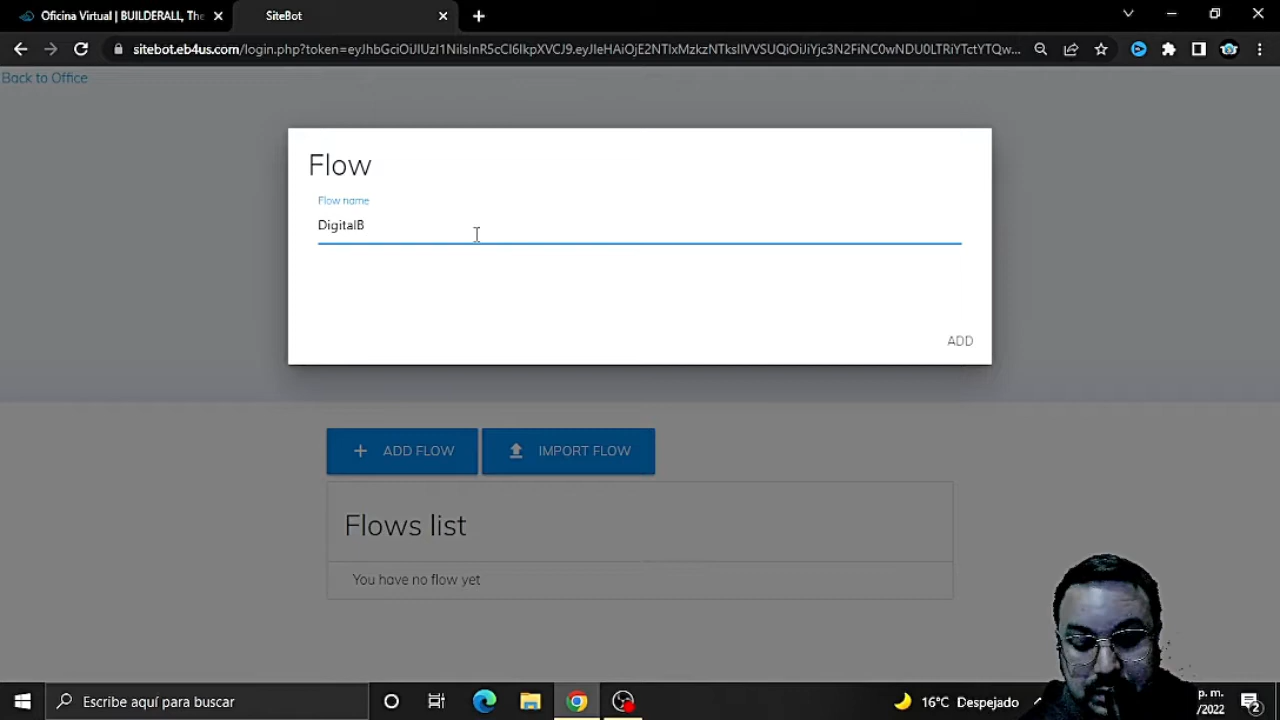 Oficina Virtual | BUILDERALL, The
SiteBot
sitebot.eb4us.com/login.php?token=eyJhbGciOiJIUzI1NiIsInR5cCI6IkpXVCJ9.eyJleHAiOjE2NTIxMzkzNTksIlVVSUQiOiJiYjc3N2FiNC0wNDU0LTRiYTctYTQw...
Back to Office
Flow
Flow name
DigitalB
ADD
ADD FLOW
IMPORT FLOW
Flows list
You have no flow yet
Escribe aquí para buscar
16°C Despejado
p. m.
/2022
2